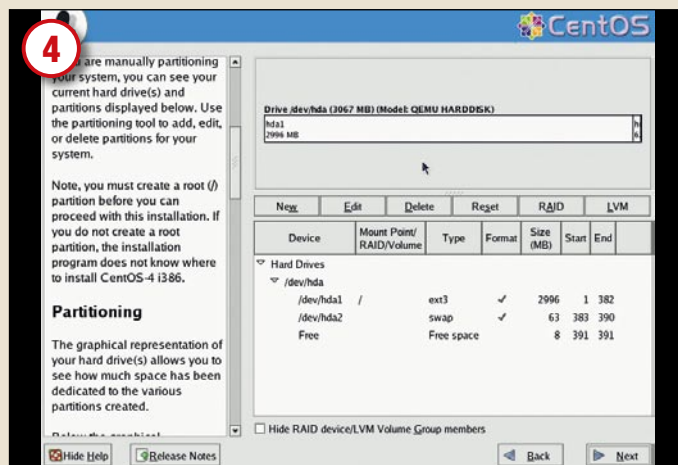 4
CentOS
are manually partitioning
your system, you can see your
current hard drive(s) and
partitions displayed below. Use
the partitioning tool to add, edit,
or delete partitions for your
system.
Note, you must create a root (/)
partition before you can
proceed with this installation. If
you do not create a root
partition, the installation
program does not know where
to install CentOS-4 i386.
Partitioning
The graphical representation of
your hard drive(s) allows you to
see how much space has been
dedicated to the various
partitions created.
Drive /dev/hda (3067 MB) (Model: QEMU HARDDISK)
hda1
2996 MB
New Edit Delete Reset RAID LVM
Device Mount Point/ RAID/Volume Type Format Size (MB) Start End
Hard Drives
/dev/hda
/dev/hda1 / ext3 ✓ 2996 1 382
/dev/hda2 swap ✓ 63 383 390
Free Free space 8 391 391
Hide RAID device/LVM Volume Group members
Hide Help Release Notes Back Next